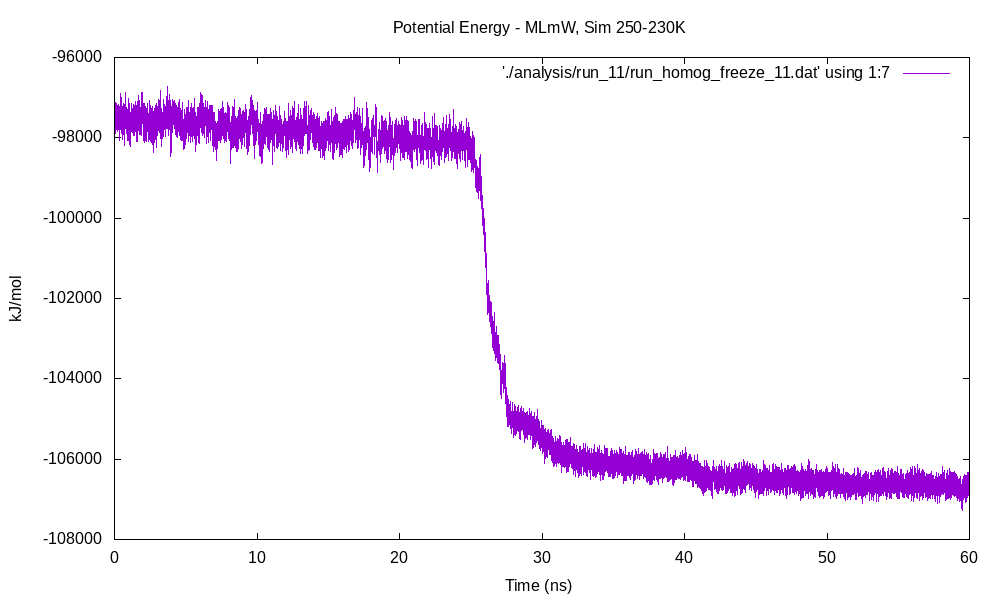 Potential Energy - MLmW, Sim 250-230K
'./analysis/run_11/run_homog_freeze_11.dat' using 1:7
-96000
-98000
-100000
-102000
-104000
-106000
-108000
kJ/mol
0 10 20 30 40 50 60
Time (ns)